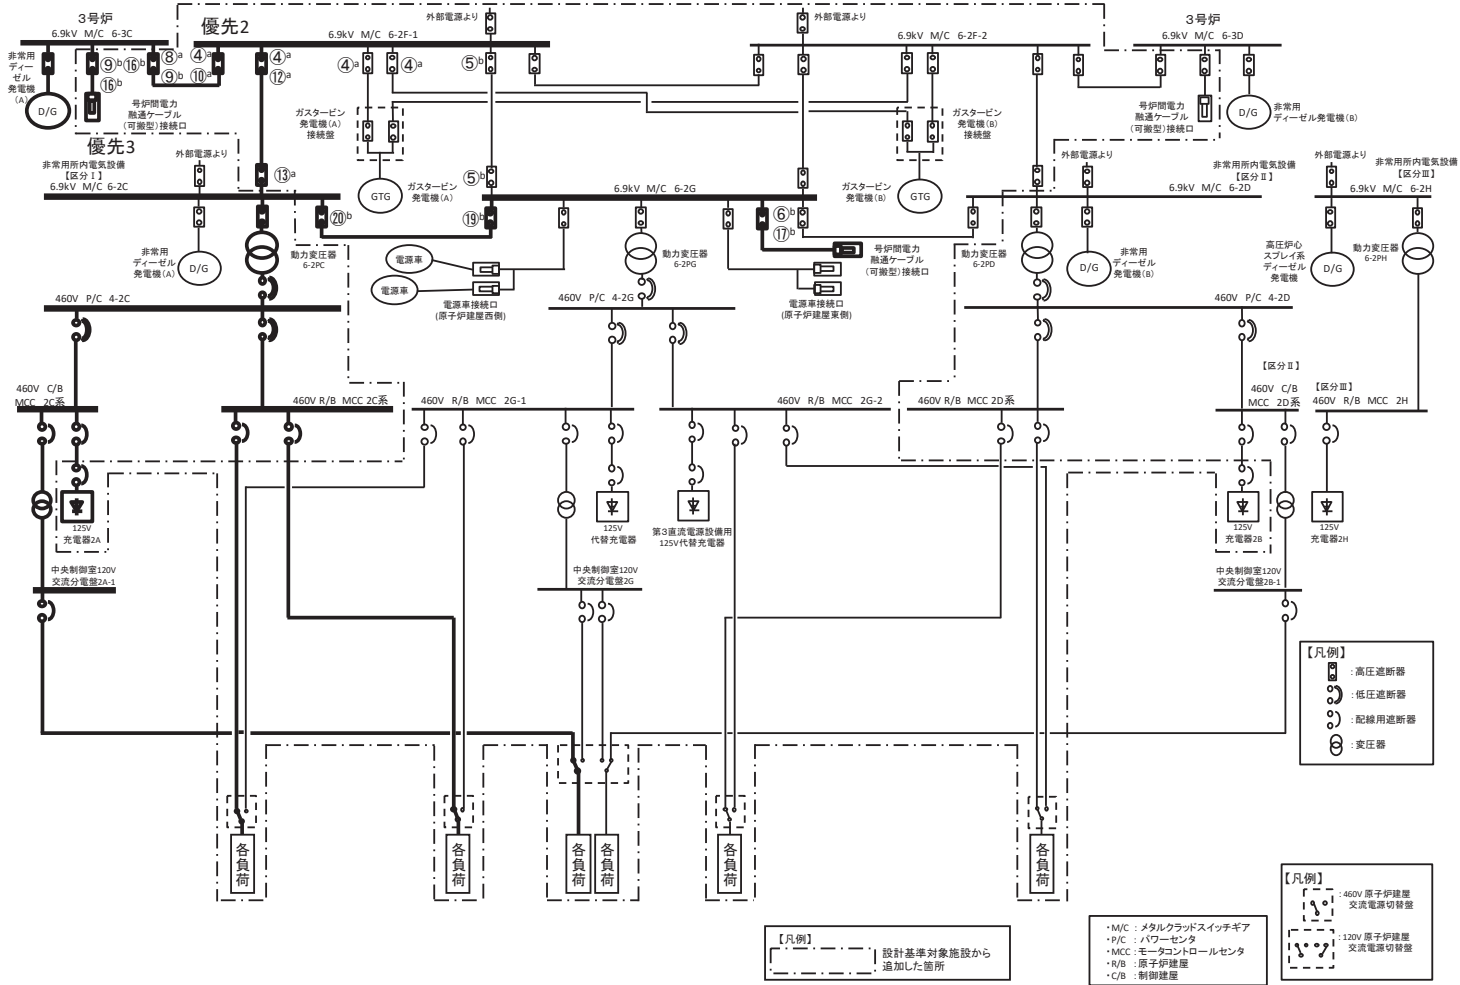 3号炉
優先2
外部電源より
外部電源より
3号炉
6.9kV M/C 6-3C
6.9kV M/C 6-2F-1
6.9kV M/C 6-2F-2
6.9kV M/C 6-3D
非常用
ディー
ゼル
発電機
(A)
D/G
⑨b
⑯b
⑯b
⑧a
⑨b
④a
⑩a
④a
⑫a
④a
④a
⑤b
号炉間電力
融通ケーブル
(可搬型)接続口
ガスタービン
発電機(A)
接続盤
ガスタービン
発電機(B)
接続盤
号炉間電力
融通ケーブル
(可搬型)接続口
D/G
非常用
ディーゼル発電機(B)
優先3
非常用所内電気設備
【区分Ⅰ】
6.9kV M/C 6-2C
外部電源より
⑬a
GTG
ガスタービン
発電機(A)
⑤b
6.9kV M/C 6-2G
ガスタービン
発電機(B)
GTG
外部電源より
非常用所内電気設備
【区分Ⅱ】
6.9kV M/C 6-2D
外部電源より
非常用所内電気設備
【区分Ⅲ】
6.9kV M/C 6-2H
⑳b
⑲b
⑥b
⑰b
非常用
ディーゼル
発電機(A)
D/G
動力変圧器
6-2PC
電源車
電源車
電源車接続口
(原子炉建屋西側)
動力変圧器
6-2PG
号炉間電力
融通ケーブル
(可搬型)接続口
電源車接続口
(原子炉建屋東側)
動力変圧器
6-2PD
D/G
非常用
ディーゼル
発電機(B)
高圧炉心
スプレイ系
ディーゼル
発電機
D/G
動力変圧器
6-2PH
460V P/C 4-2C
460V P/C 4-2G
460V P/C 4-2D
460V C/B
MCC 2C系
460V R/B MCC 2C系
460V R/B MCC 2G-1
460V R/B MCC 2G-2
460V R/B MCC 2D系
【区分Ⅱ】
460V C/B
MCC 2D系
【区分Ⅲ】
460V R/B MCC 2H
125V
充電器2A
125V
代替充電器
第3直流電源設備用
125V代替充電器
125V
充電器2B
125V
充電器2H
中央制御室120V
交流分電盤2A-1
中央制御室120V
交流分電盤2G
中央制御室120V
交流分電盤2B-1
【凡例】
:高圧遮断器
:低圧遮断器
:配線用遮断器
:変圧器
各負荷
各負荷
各負荷
各負荷
各負荷
各負荷
【凡例】
:460V 原子炉建屋
交流電源切替盤
:120V 原子炉建屋
交流電源切替盤
【凡例】
:設計基準対象施設から
追加した箇所
・M/C :メタルクラッドスイッチギア
・P/C :パワーセンタ
・MCC:モータコントロールセンタ
・R/B :原子炉建屋
・C/B :制御建屋